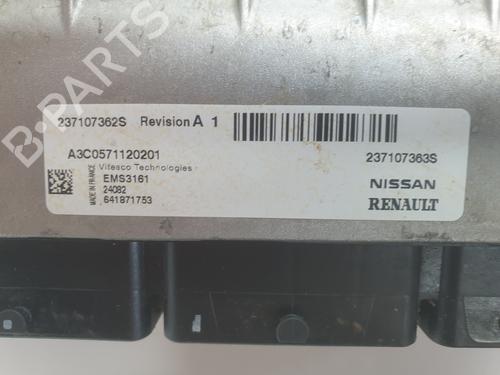 B-PARTS
237107362S Revision A 1
A3C0571120201
237107363S
Vitesco Technologies
MADE IN FRANCE
EMS3161
24082
641871753
NISSAN
RENAULT